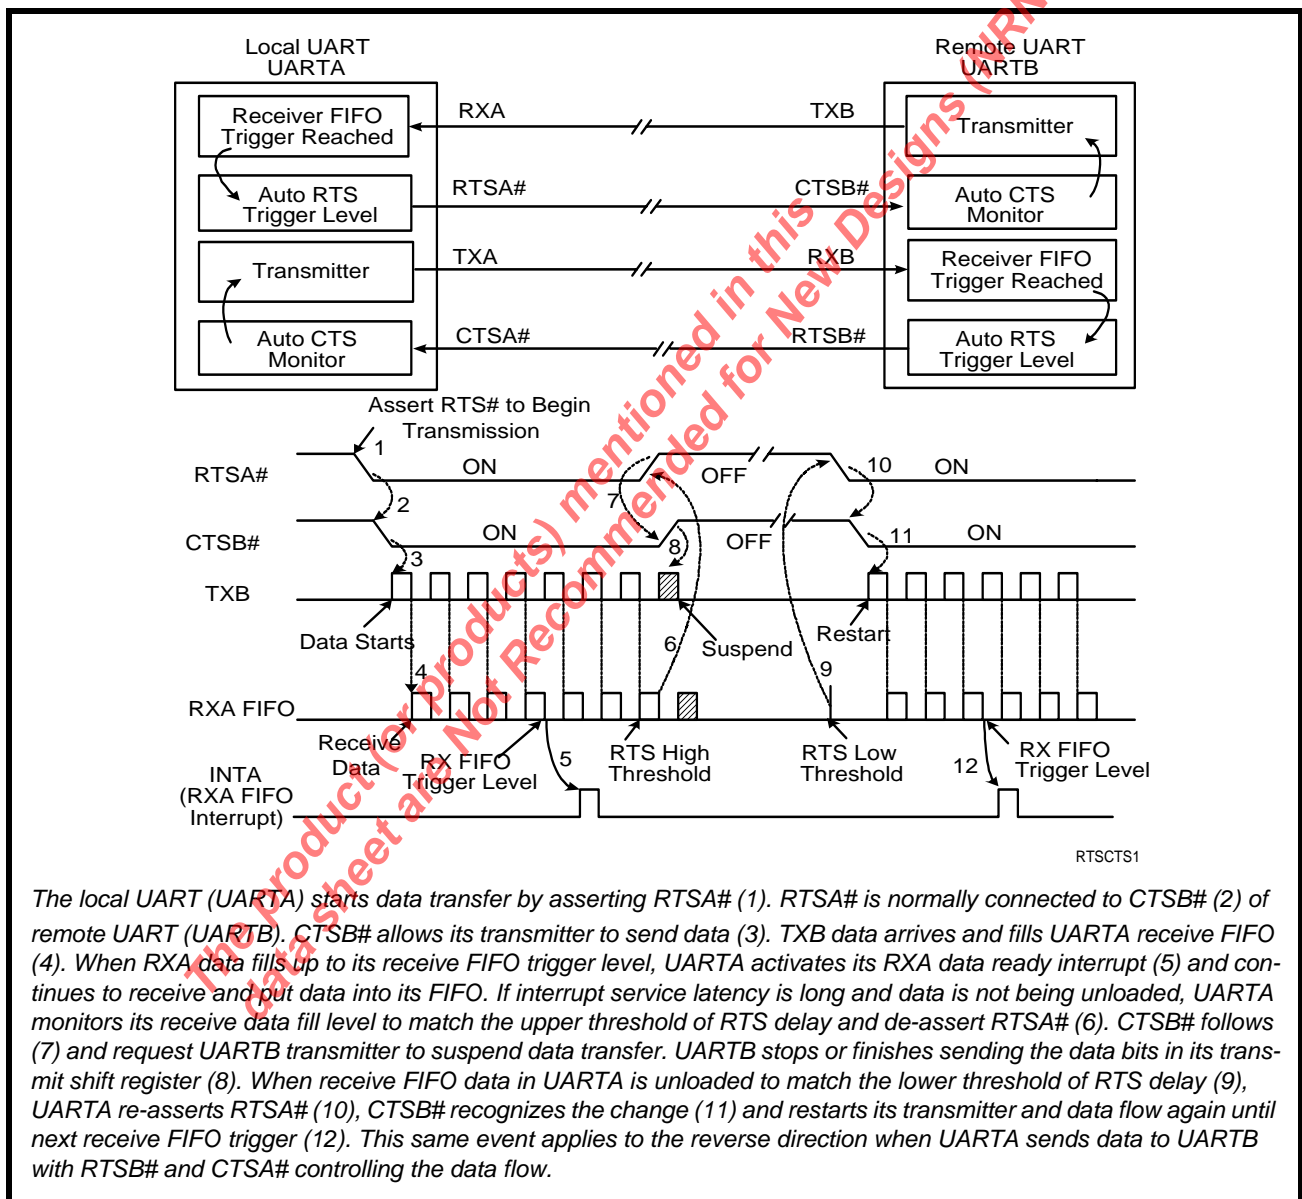 Local UART
UARTA
Remote UART
UARTB
Receiver FIFO
Trigger Reached
RXA
TXB
Transmitter
Auto RTS
Trigger Level
RTSA#
CTSB#
Auto CTS
Monitor
Transmitter
TXA
RXB
Receiver FIFO
Trigger Reached
Auto CTS
Monitor
CTSA#
RTSB#
Auto RTS
Trigger Level
Assert RTS# to Begin
Transmission
1
RTSA#
ON
OFF
10
ON
2
7
CTSB#
ON
8
OFF
11
ON
3
TXB
Data Starts
6
Suspend
Restart
4
9
RXA FIFO
Receive
Data
RX FIFO
Trigger Level
5
RTS High
Threshold
RTS Low
Threshold
12
RX FIFO
Trigger Level
INTA
(RXA FIFO
Interrupt)
RTSCTS1
The product (or products) mentioned in this
data sheet are Not Recommended for New Designs (NRN
The local UART (UARTA) starts data transfer by asserting RTSA# (1). RTSA# is normally connected to CTSB# (2) of
remote UART (UARTB). CTSB# allows its transmitter to send data (3). TXB data arrives and fills UARTA receive FIFO
(4). When RXA data fills up to its receive FIFO trigger level, UARTA activates its RXA data ready interrupt (5) and con-
tinues to receive and put data into its FIFO. If interrupt service latency is long and data is not being unloaded, UARTA
monitors its receive data fill level to match the upper threshold of RTS delay and de-assert RTSA# (6). CTSB# follows
(7) and request UARTB transmitter to suspend data transfer. UARTB stops or finishes sending the data bits in its trans-
mit shift register (8). When receive FIFO data in UARTA is unloaded to match the lower threshold of RTS delay (9),
UARTA re-asserts RTSA# (10), CTSB# recognizes the change (11) and restarts its transmitter and data flow again until
next receive FIFO trigger (12). This same event applies to the reverse direction when UARTA sends data to UARTB
with RTSB# and CTSA# controlling the data flow.